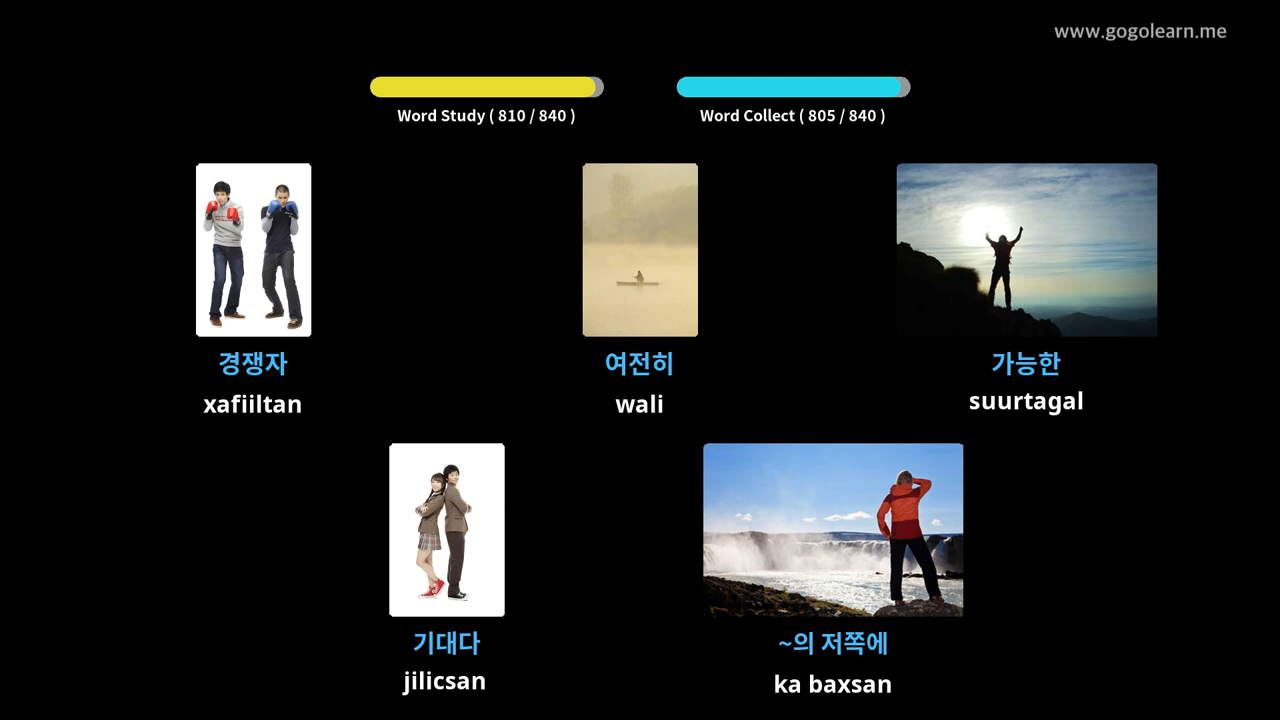 www.gogolearn.me
Word Study ( 810 / 840 )
Word Collect ( 805 / 840 )
경쟁자
xafiiltan
여전히
wali
가능한
suurtagal
기대다
jilicsan
~의 저쪽에
ka baxsan